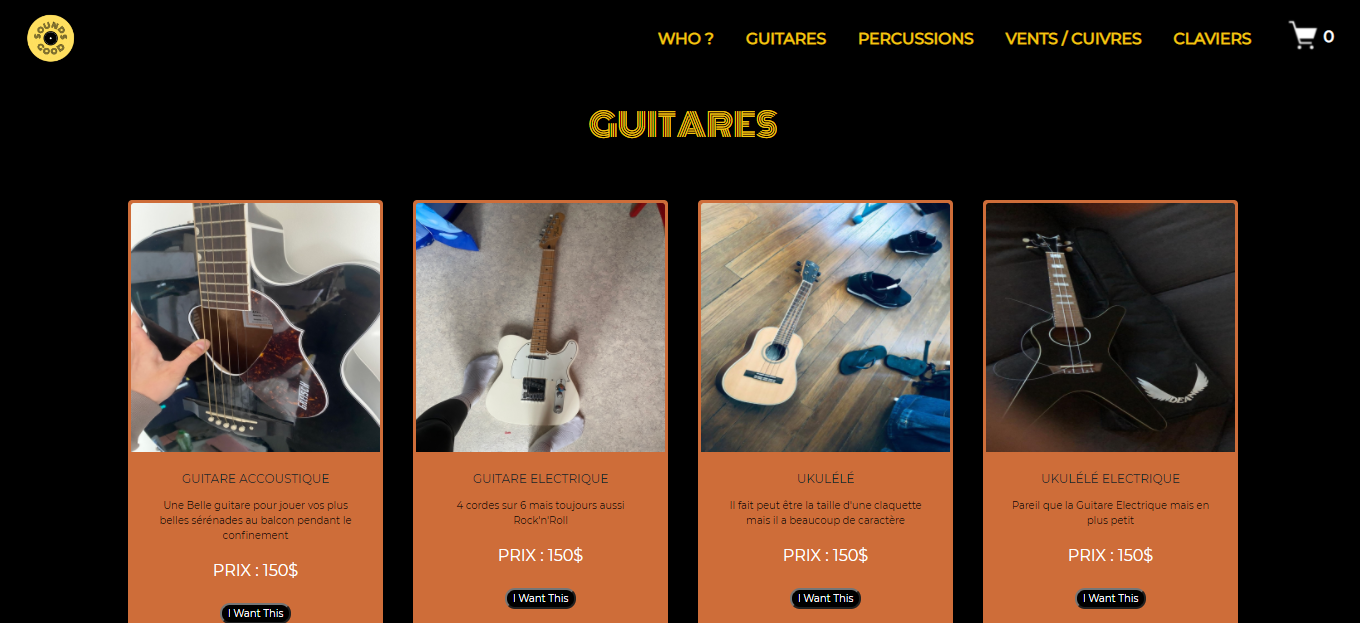 SOUNDS GOOD
WHO ? GUITARES PERCUSSIONS VENTS / CUIVRES CLAVIERS 0
GUITARES
GUITARE ACCOUSTIQUE
Une Belle guitare pour jouer vos plus
belles sérénades au balcon pendant le
confinement
PRIX : 150$
I Want This
GUITARE ELECTRIQUE
4 cordes sur 6 mais toujours aussi
Rock'n'Roll
PRIX : 150$
I Want This
UKULÉLÉ
Il fait peut être la taille d'une claquette
mais il a beaucoup de caractère
PRIX : 150$
I Want This
DEAN
UKULÉLÉ ELECTRIQUE
Pareil que la Guitare Electrique mais en
plus petit
PRIX : 150$
I Want This